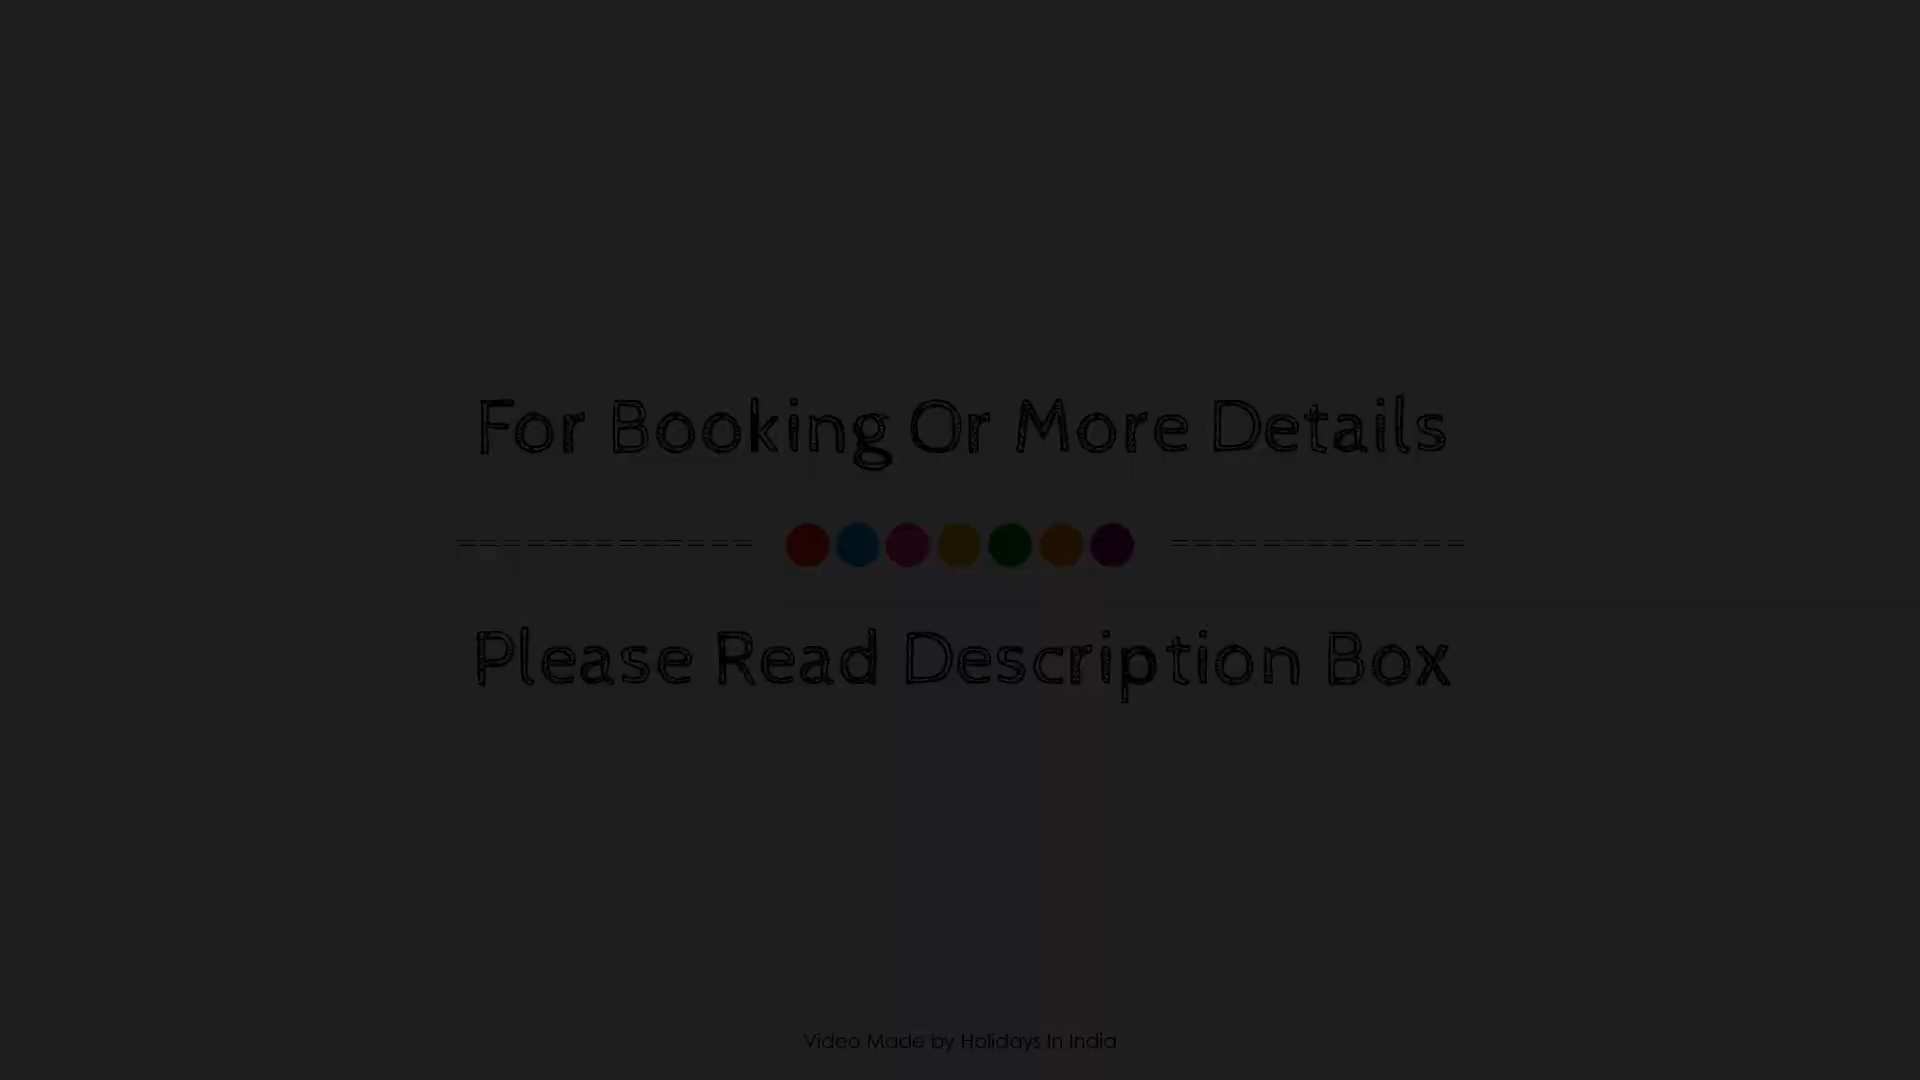 For Booking Or More Details
Please Read Description Box
Video Made by Holidays In India